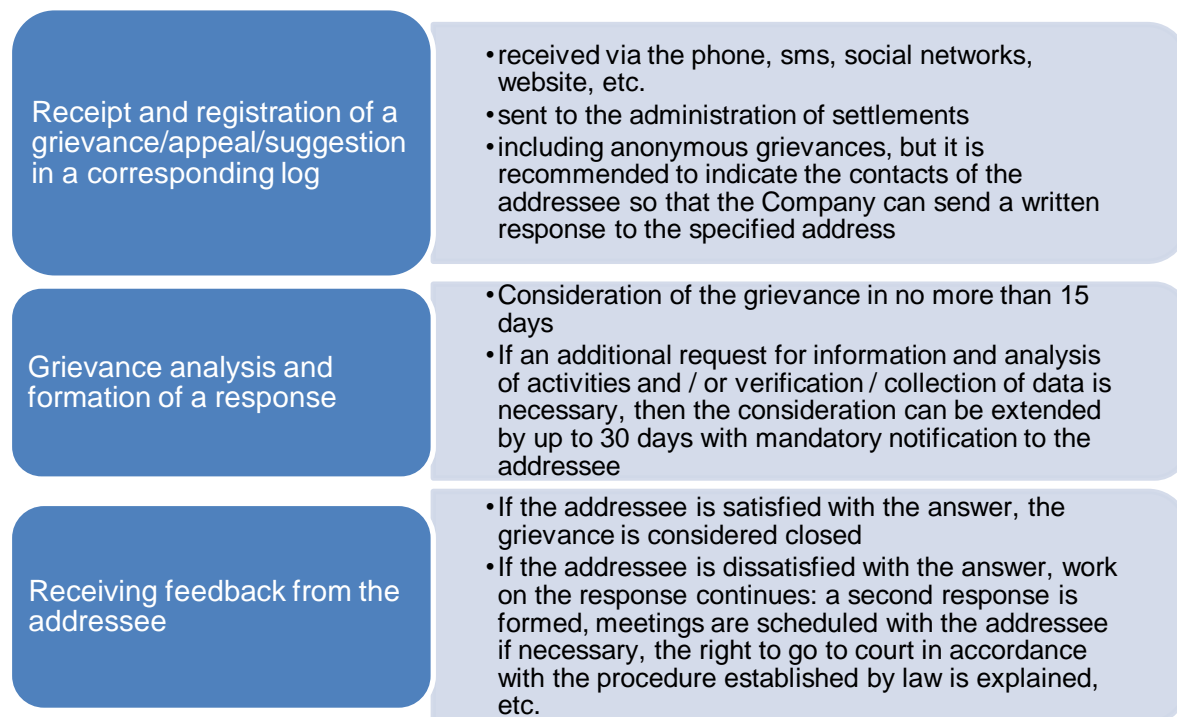 Receipt and registration of a
grievance/appeal/suggestion
in a corresponding log
•received via the phone, sms, social networks,
website, etc.
•sent to the administration of settlements
•including anonymous grievances, but it is
recommended to indicate the contacts of the
addressee so that the Company can send a written
response to the specified address
Grievance analysis and
formation of a response
•Consideration of the grievance in no more than 15
days
•If an additional request for information and analysis
of activities and / or verification / collection of data is
necessary, then the consideration can be extended
by up to 30 days with mandatory notification to the
addressee
Receiving feedback from the
addressee
•If the addressee is satisfied with the answer, the
grievance is considered closed
•If the addressee is dissatisfied with the answer, work
on the response continues: a second response is
formed, meetings are scheduled with the addressee
if necessary, the right to go to court in accordance
with the procedure established by law is explained,
etc.